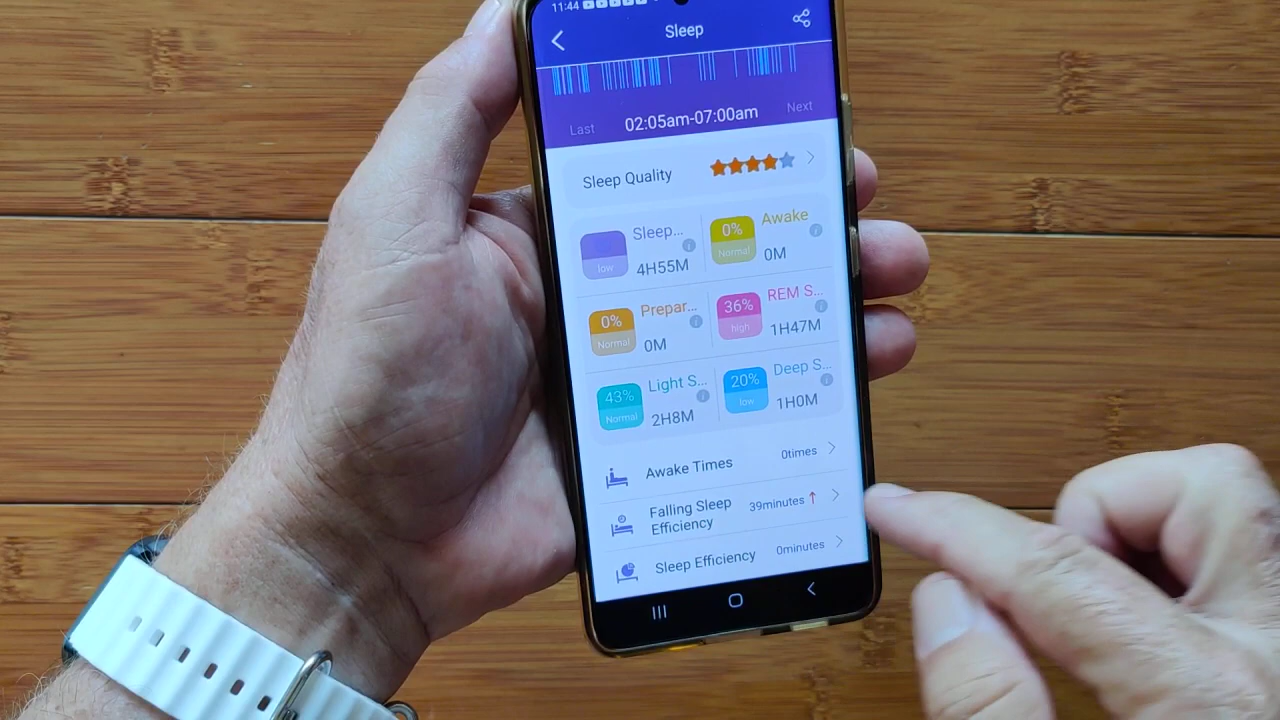 11:44
Sleep
Last
02:05am-07:00am
Next
Sleep Quality
low
Sleep...
4H55M
0%
Normal
Awake
0M
0%
Normal
Prepar...
0M
36%
high
REM S...
1H47M
43%
Normal
Light S...
2H8M
20%
low
Deep S...
1H0M
Awake Times
0times
Falling Sleep
Efficiency
39minutes ↑
Sleep Efficiency
0minutes